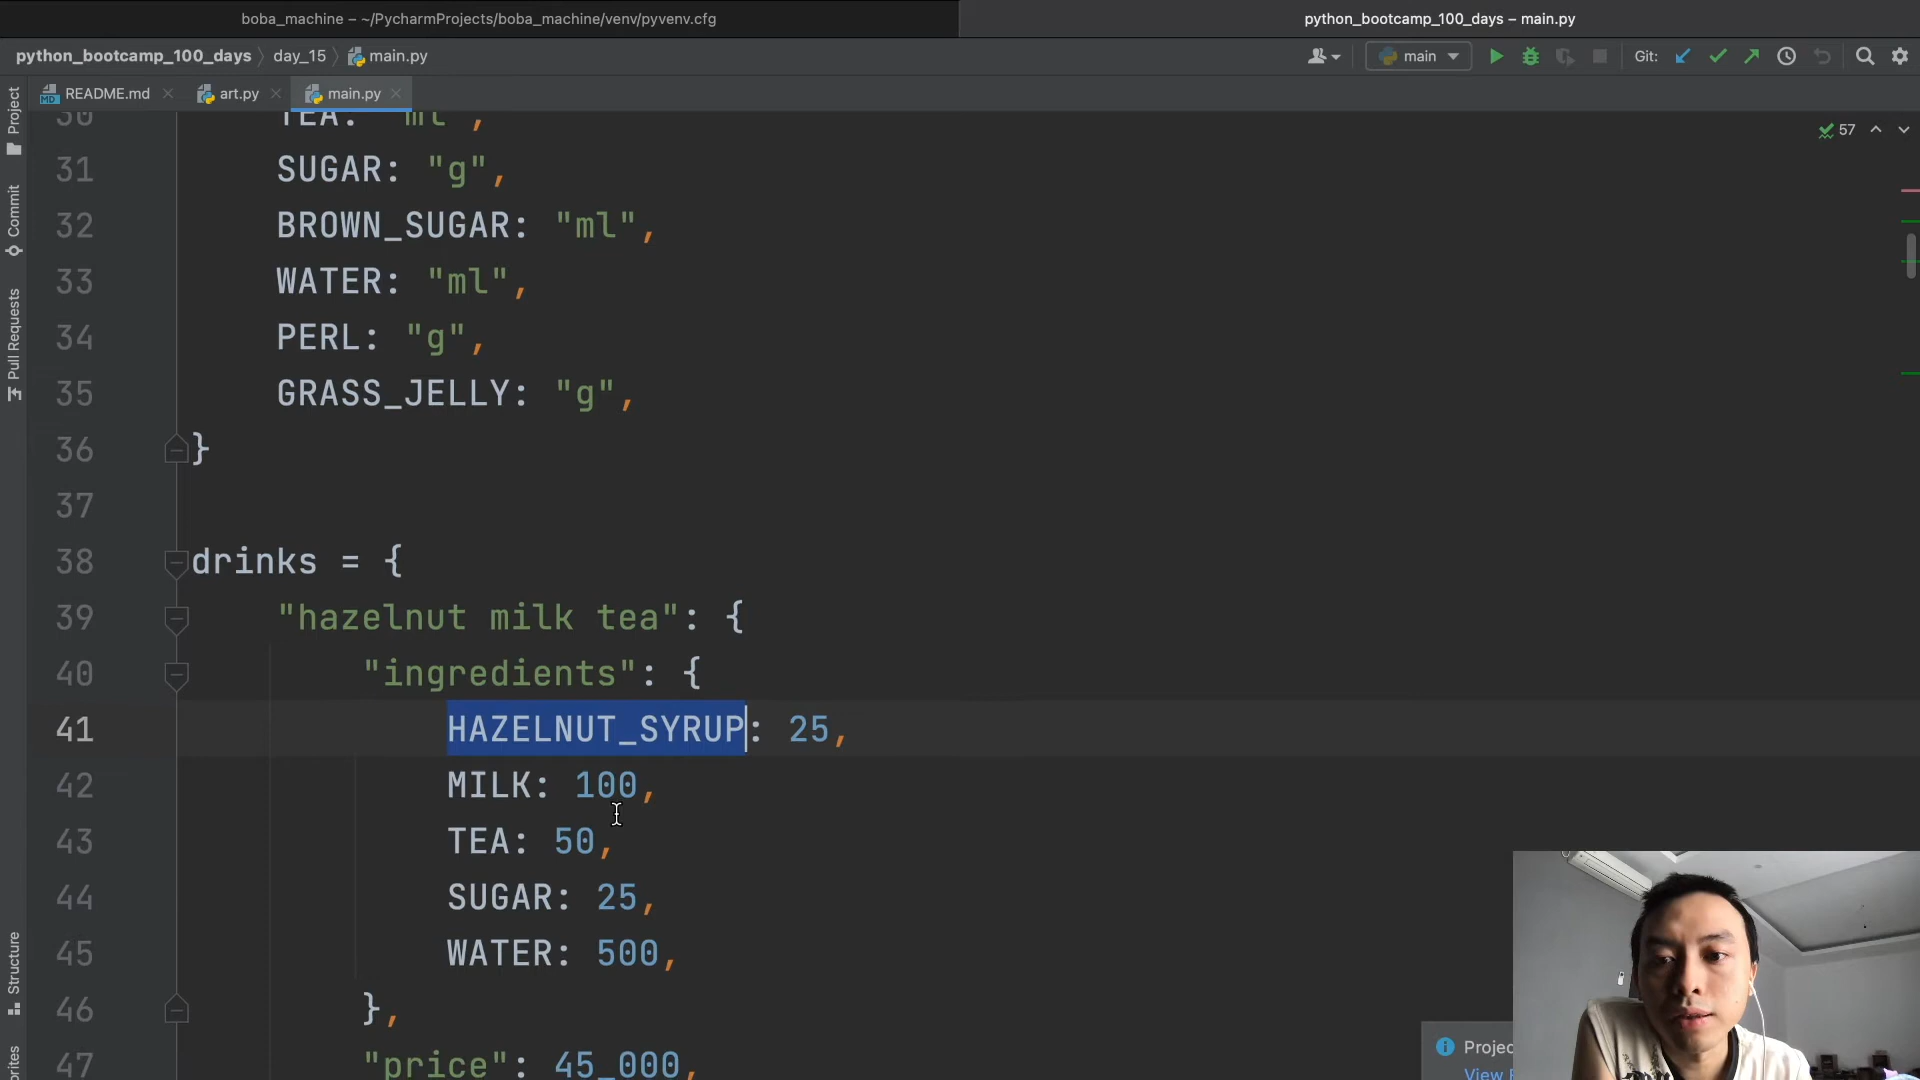 boba_machine – ~/PycharmProjects/boba_machine/venv/pyvenv.cfg
python_bootcamp_100_days – main.py
python_bootcamp_100_days
day_15
main.py
main
Git:
README.md
art.py
main.py
57
Project
Commit
Pull Requests
Structure
30 TEA: "ml",
31 SUGAR: "g",
32 BROWN_SUGAR: "ml",
33 WATER: "ml",
34 PERL: "g",
35 GRASS_JELLY: "g",
36 }
37
38 drinks = {
39 "hazelnut milk tea": {
40 "ingredients": {
41 HAZELNUT_SYRUP: 25,
42 MILK: 100,
43 TEA: 50,
44 SUGAR: 25,
45 WATER: 500,
46 },
47 "price": 45_000,
Projec
View